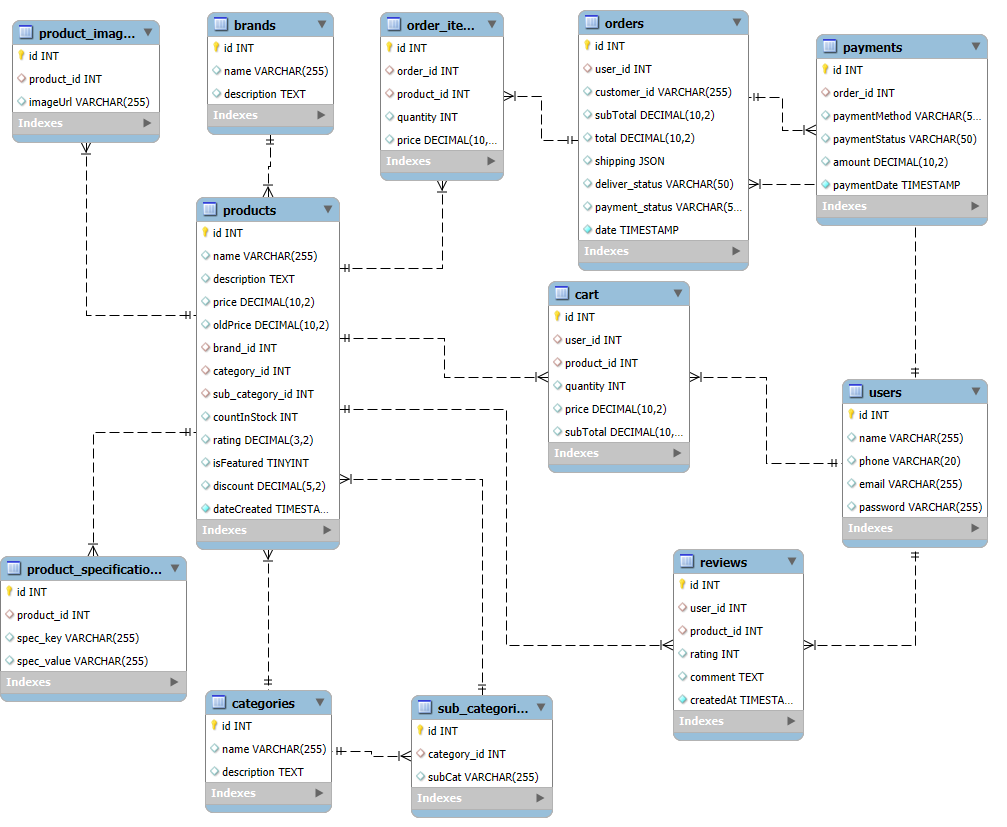 product_imag...
id INT
product_id INT
imageUrl VARCHAR(255)
Indexes
brands
id INT
name VARCHAR(255)
description TEXT
Indexes
order_ite...
id INT
order_id INT
product_id INT
quantity INT
price DECIMAL(10,...
Indexes
orders
id INT
user_id INT
customer_id VARCHAR(255)
subTotal DECIMAL(10,2)
total DECIMAL(10,2)
shipping JSON
deliver_status VARCHAR(50)
payment_status VARCHAR(5...
date TIMESTAMP
Indexes
payments
id INT
order_id INT
paymentMethod VARCHAR(5...
paymentStatus VARCHAR(50)
amount DECIMAL(10,2)
paymentDate TIMESTAMP
Indexes
products
id INT
name VARCHAR(255)
description TEXT
price DECIMAL(10,2)
oldPrice DECIMAL(10,2)
brand_id INT
category_id INT
sub_category_id INT
countInStock INT
rating DECIMAL(3,2)
isFeatured TINYINT
discount DECIMAL(5,2)
dateCreated TIMESTA...
Indexes
cart
id INT
user_id INT
product_id INT
quantity INT
price DECIMAL(10,2)
subTotal DECIMAL(10,...
Indexes
users
id INT
name VARCHAR(255)
phone VARCHAR(20)
email VARCHAR(255)
password VARCHAR(255)
Indexes
product_specificatio...
id INT
product_id INT
spec_key VARCHAR(255)
spec_value VARCHAR(255)
Indexes
reviews
id INT
user_id INT
product_id INT
rating INT
comment TEXT
createdAt TIMESTA...
Indexes
categories
id INT
name VARCHAR(255)
description TEXT
Indexes
sub_categori...
id INT
category_id INT
subCat VARCHAR(255)
Indexes